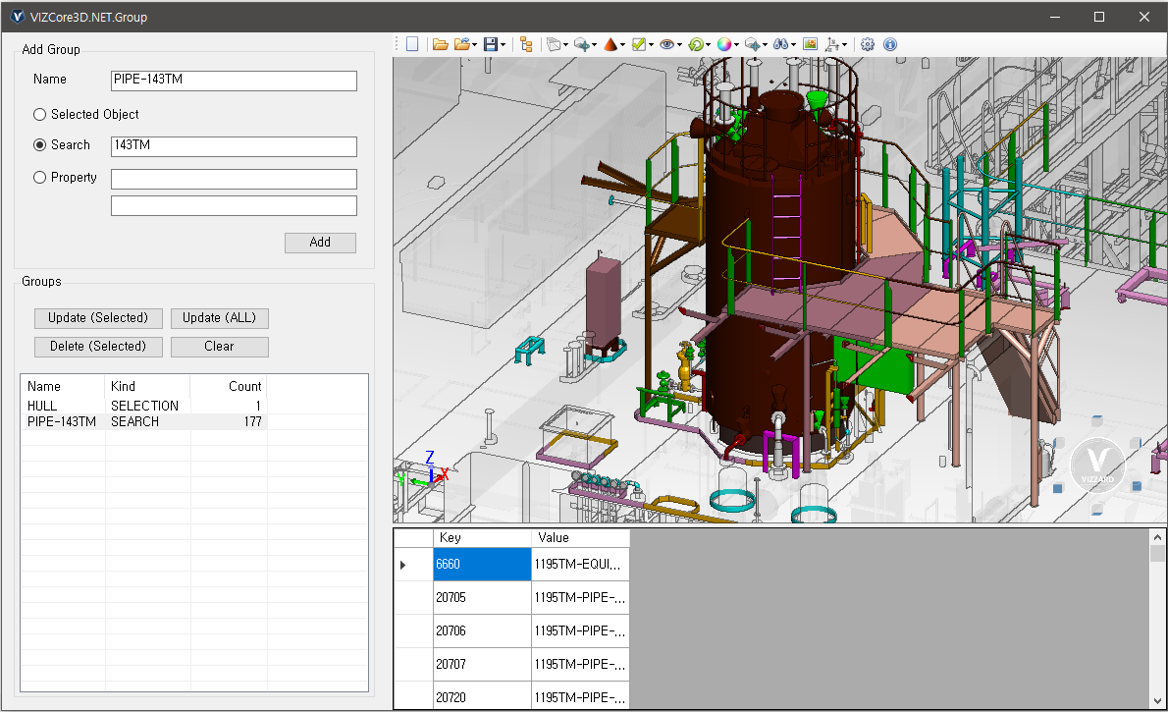 VIZCore3D.NET.Group
Add Group
Name PIPE-143TM
Selected Object
Search 143TM
Property
Add
Groups
Update (Selected) Update (ALL)
Delete (Selected) Clear
Name Kind Count
HULL SELECTION 1
PIPE-143TM SEARCH 177
Z
Y X
V
VIZZARD
Key Value
6660 1195TM-EQUI,...
20705 1195TM-PIPE-...
20706 1195TM-PIPE-...
20707 1195TM-PIPE-...
20720 1195TM-PIPE-...